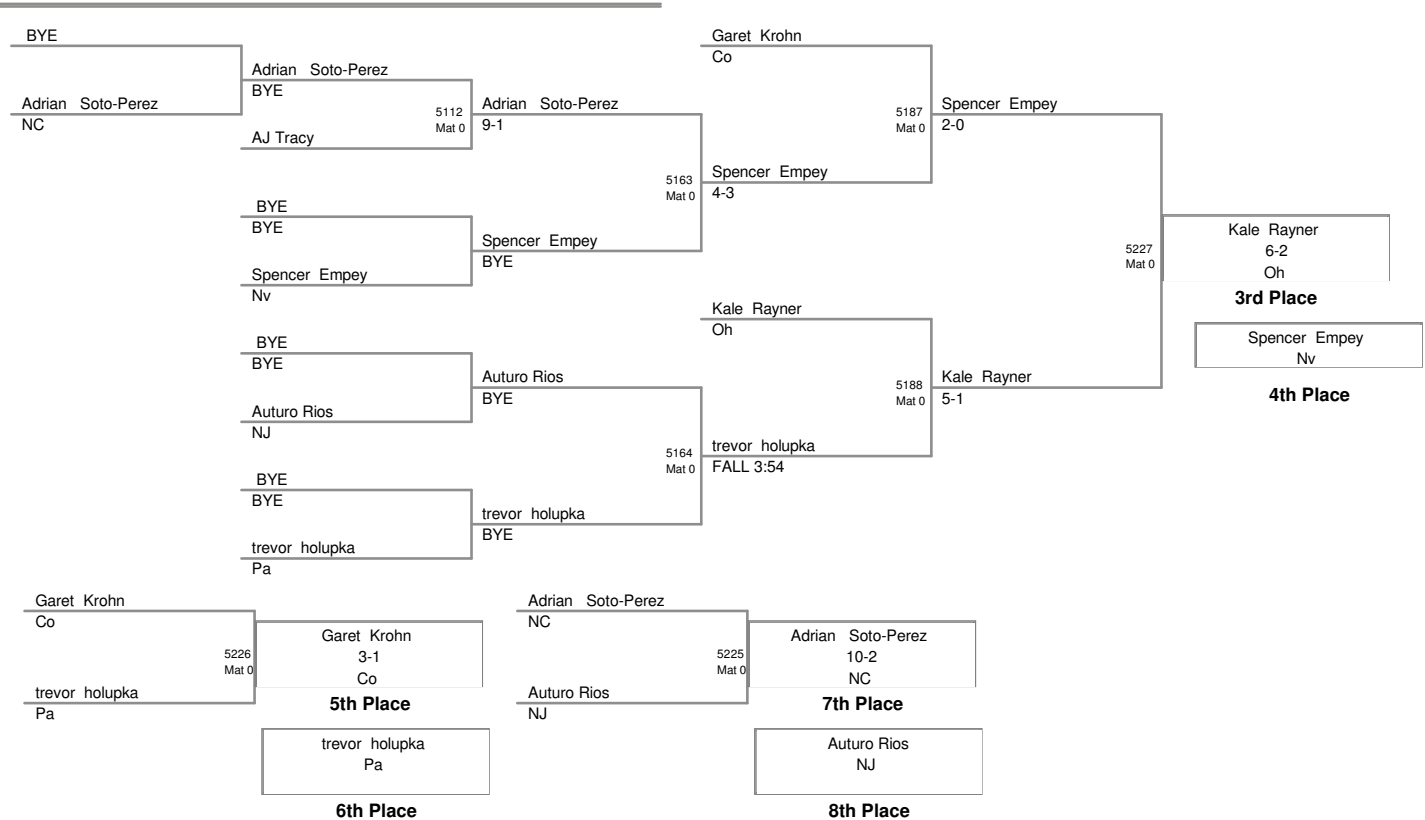 BYE
Adrian Soto-Perez
NC
Adrian Soto-Perez
BYE
AJ Tracy
5112
Mat 0
Adrian Soto-Perez
9-1
BYE
BYE
Spencer Empey
Nv
Spencer Empey
BYE
5163
Mat 0
Garet Krohn
Co
Spencer Empey
4-3
5187
Mat 0
Spencer Empey
2-0
BYE
BYE
Auturo Rios
NJ
Auturo Rios
BYE
BYE
BYE
trevor holupka
Pa
trevor holupka
BYE
5164
Mat 0
Kale Rayner
Oh
trevor holupka
FALL 3:54
5188
Mat 0
Kale Rayner
5-1
5227
Mat 0
Kale Rayner
6-2
Oh
3rd Place
Spencer Empey
Nv
4th Place
Garet Krohn
Co
trevor holupka
Pa
5226
Mat 0
Garet Krohn
3-1
Co
5th Place
trevor holupka
Pa
6th Place
Adrian Soto-Perez
NC
Auturo Rios
NJ
5225
Mat 0
Adrian Soto-Perez
10-2
NC
7th Place
Auturo Rios
NJ
8th Place